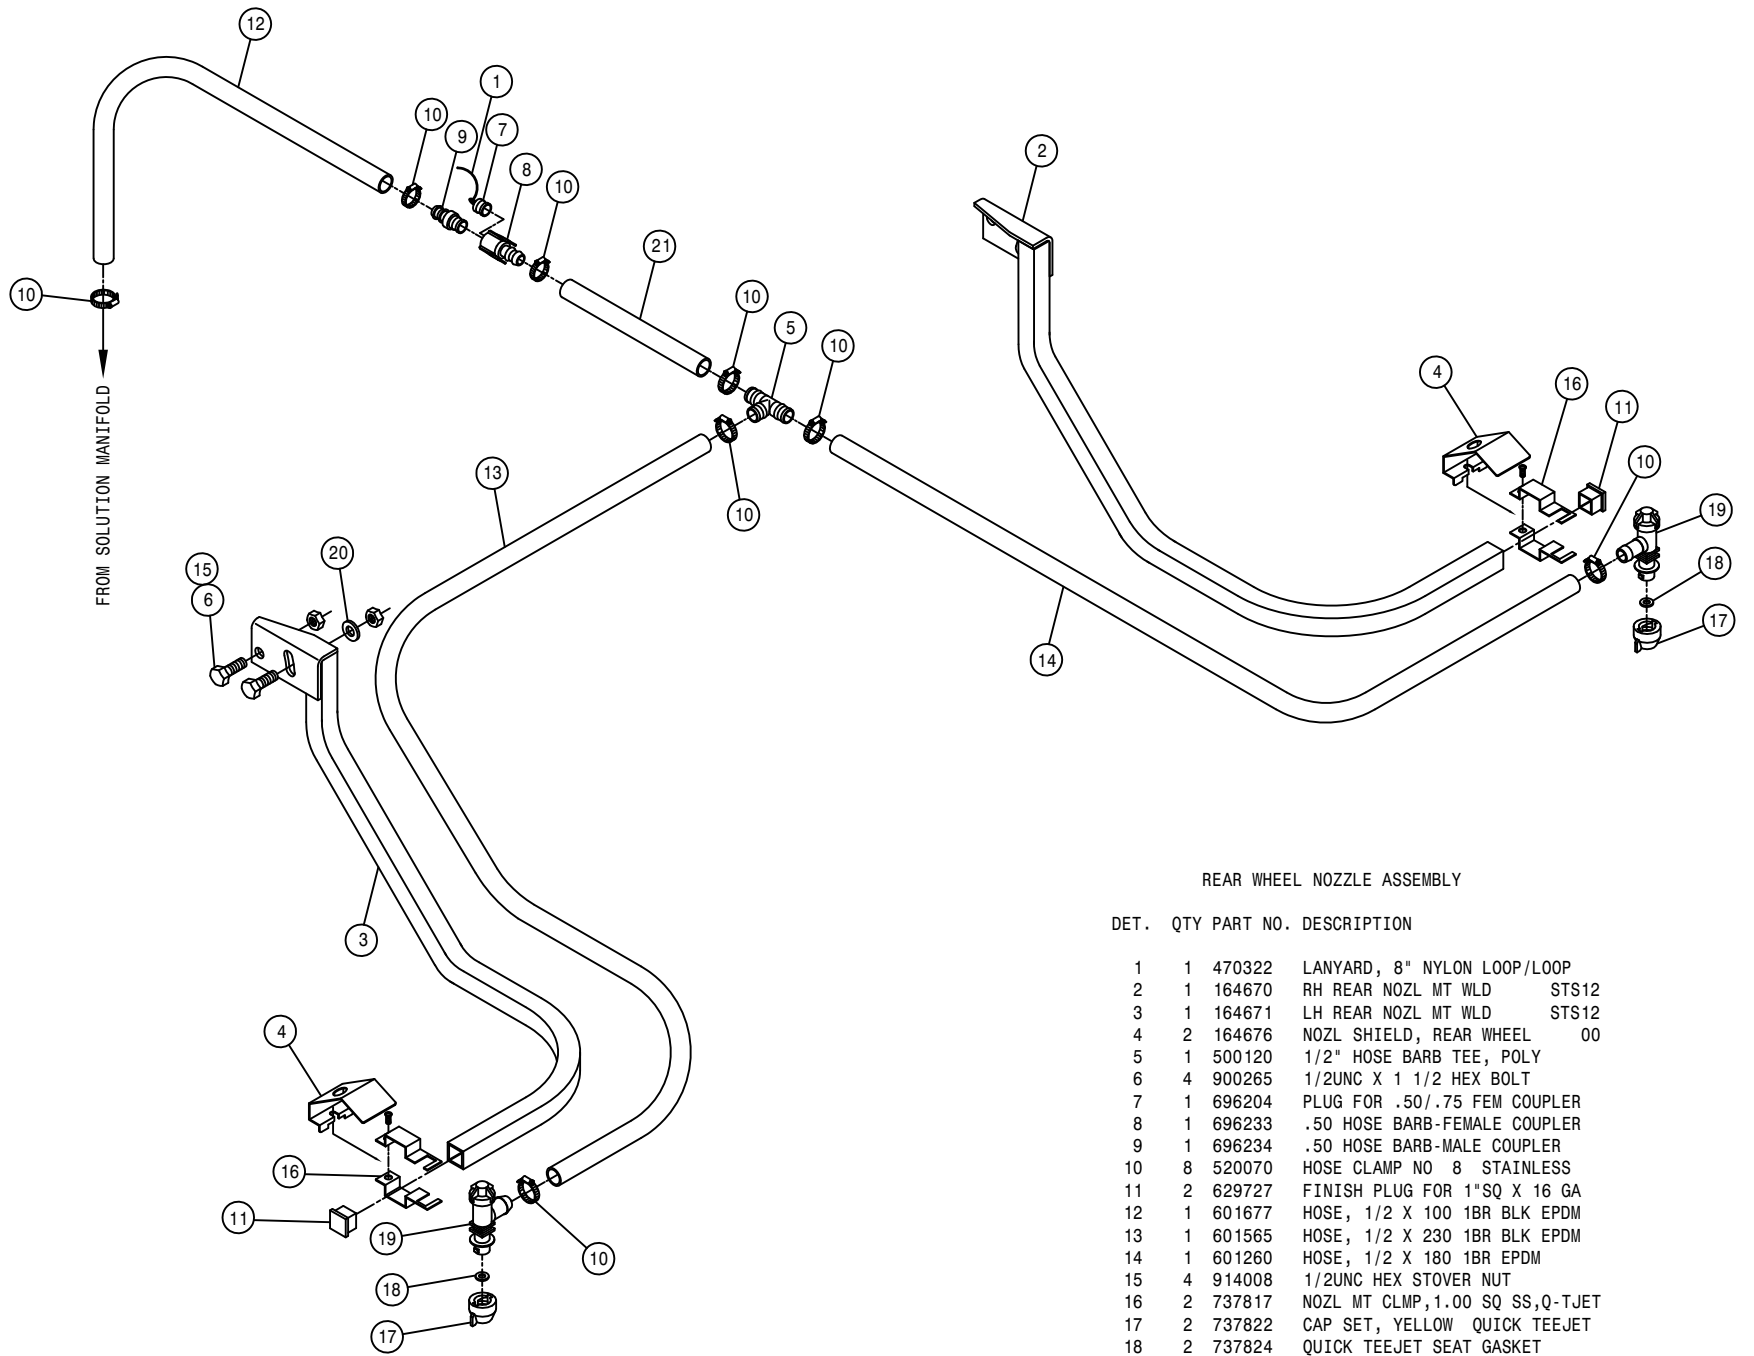 12
1
10
9
7
8
10
2
21
10
10
5
10
4
16
11
10
19
18
17
FROM SOLUTION MANIFOLD
13
10
14
20
15
6
3
4
16
11
19
10
18
17
REAR WHEEL NOZZLE ASSEMBLY
DET. QTY PART NO. DESCRIPTION
1 1 470322 LANYARD, 8" NYLON LOOP/LOOP
2 1 164670 RH REAR NOZL MT WLD STS12
3 1 164671 LH REAR NOZL MT WLD STS12
4 2 164676 NOZL SHIELD, REAR WHEEL 00
5 1 500120 1/2" HOSE BARB TEE, POLY
6 4 900265 1/2UNC X 1 1/2 HEX BOLT
7 1 696204 PLUG FOR .50/.75 FEM COUPLER
8 1 696233 .50 HOSE BARB-FEMALE COUPLER
9 1 696234 .50 HOSE BARB-MALE COUPLER
10 8 520070 HOSE CLAMP NO 8 STAINLESS
11 2 629727 FINISH PLUG FOR 1"SQ X 16 GA
12 1 601677 HOSE, 1/2 X 100 1BR BLK EPDM
13 1 601565 HOSE, 1/2 X 230 1BR BLK EPDM
14 1 601260 HOSE, 1/2 X 180 1BR EPDM
15 4 914008 1/2UNC HEX STOVER NUT
16 2 737817 NOZL MT CLMP,1.00 SQ SS,Q-TJET
17 2 737822 CAP SET, YELLOW QUICK TEEJET
18 2 737824 QUICK TEEJET SEAT GASKET